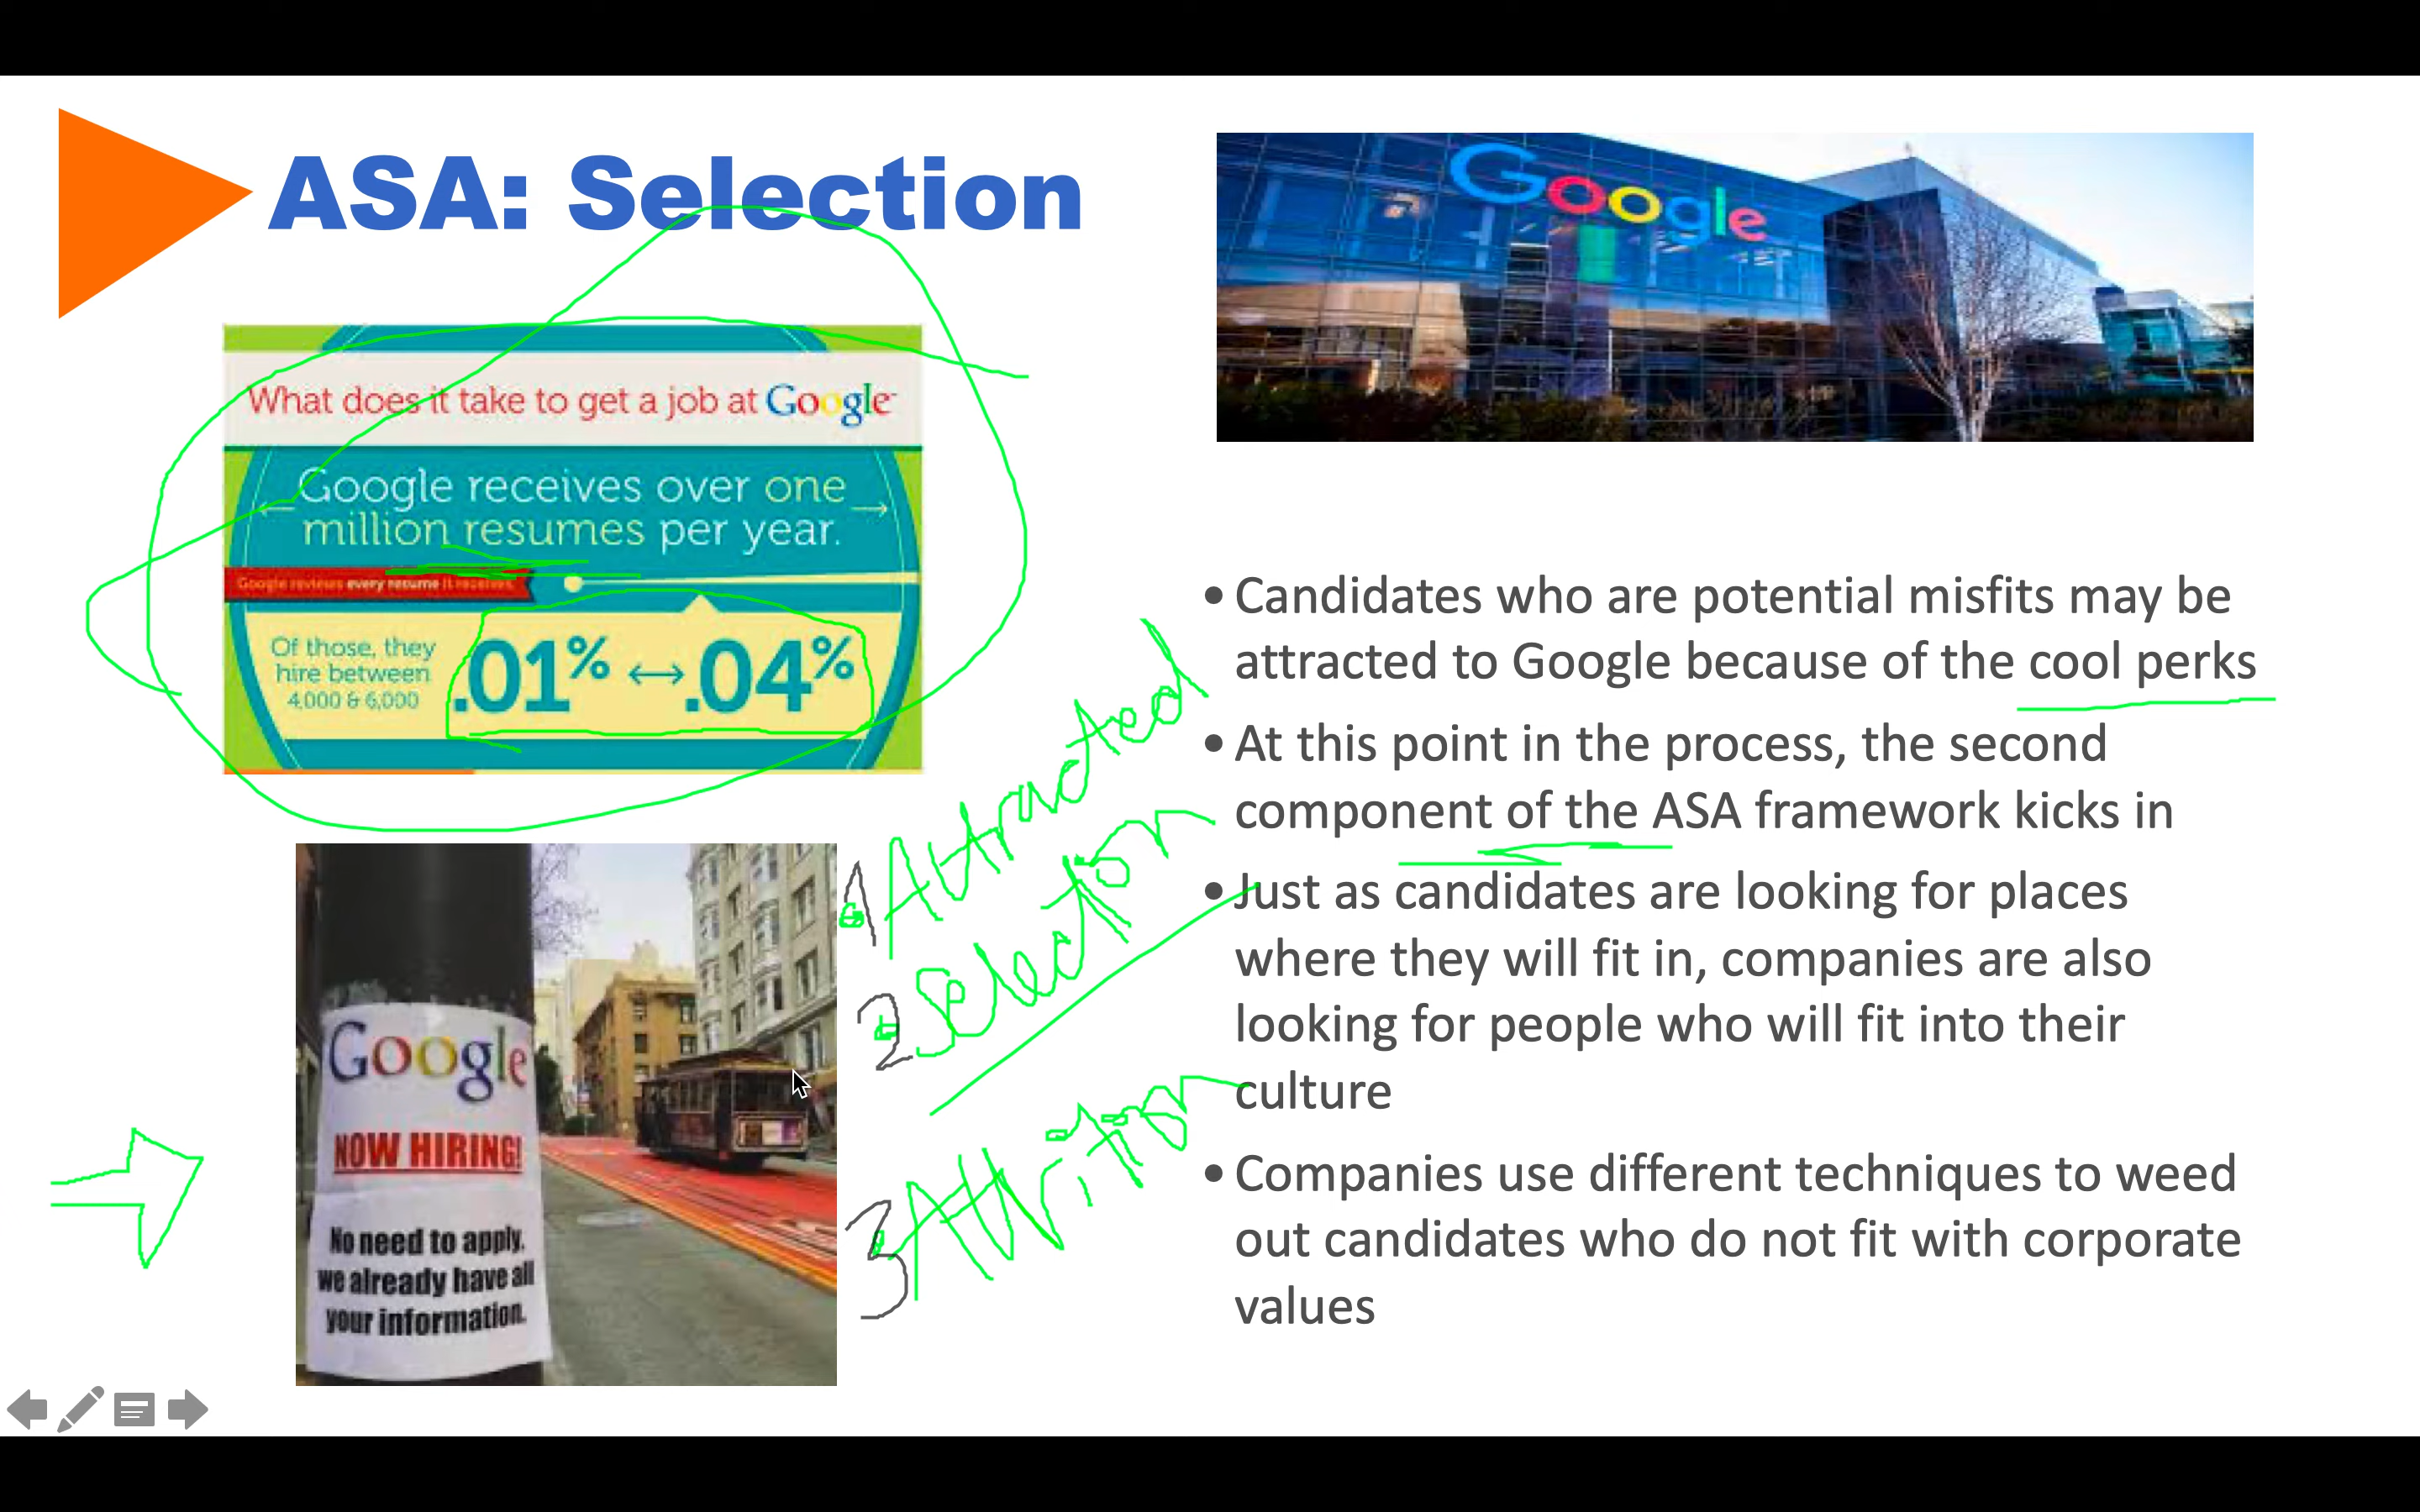 ASA: Selection
Google
What does it take to get a job at Google
Google receives over one
million resumes per year.
Google reviews every resume it receives.
Of those, they
hire between
4,000 & 6,000
.01% ↔ .04%
• Candidates who are potential misfits may be
attracted to Google because of the cool perks
• At this point in the process, the second
component of the ASA framework kicks in
• Just as candidates are looking for places
where they will fit in, companies are also
looking for people who will fit into their
culture
• Companies use different techniques to weed
out candidates who do not fit with corporate
values
1 Attracted
2 Selection
3 Attrition
Google
NOW HIRING!
No need to apply,
we already have all
your information.